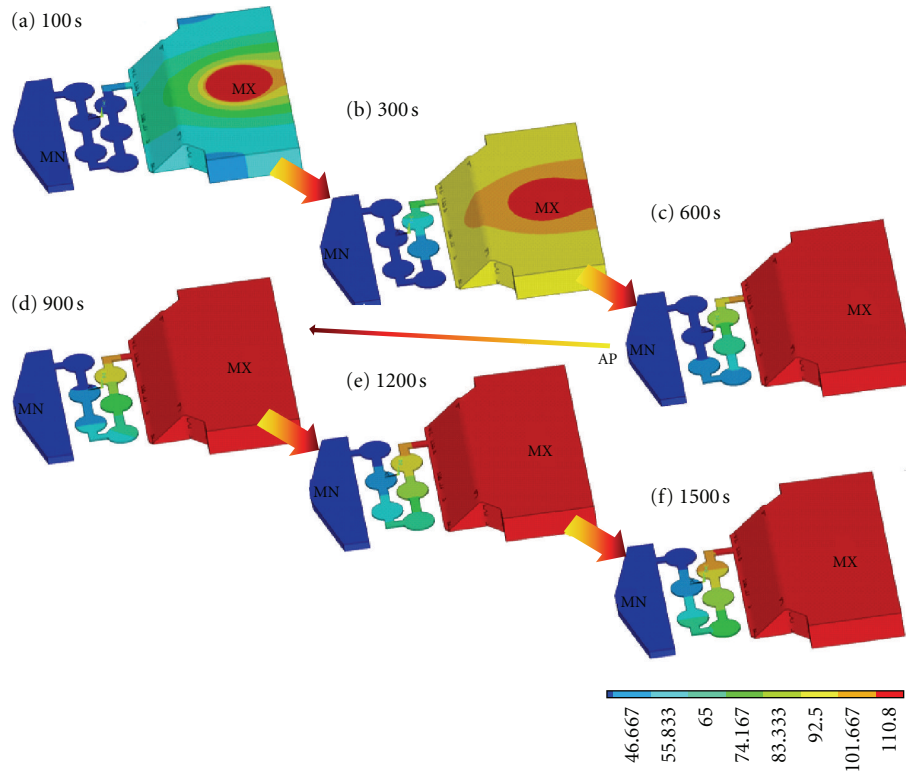 (a) 100 s
MX
MN
(b) 300 s
MX
MN
(c) 600 s
MX
MN
AP
(d) 900 s
MX
MN
(e) 1200 s
MX
MN
(f) 1500 s
MX
MN
46.667
55.833
65
74.167
83.333
92.5
101.667
110.8